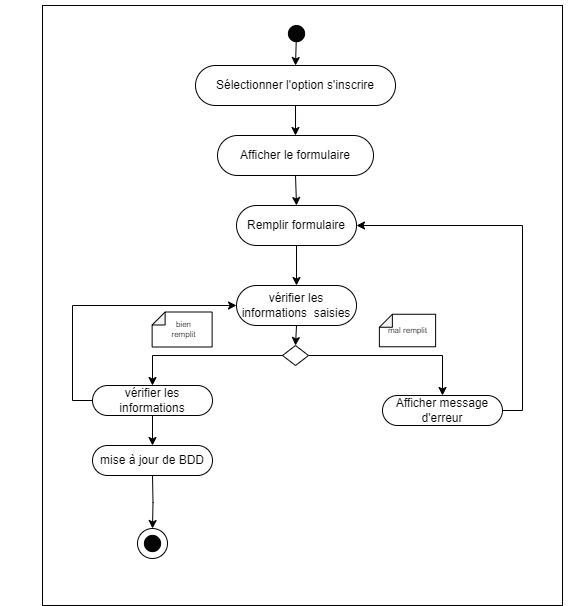 Sélectionner l'option s'inscrire
Afficher le formulaire
Remplir formulaire
vérifier les
informations saisies
bien
remplit
mal remplit
vérifier les
informations
Afficher message
d'erreur
mise à jour de BDD